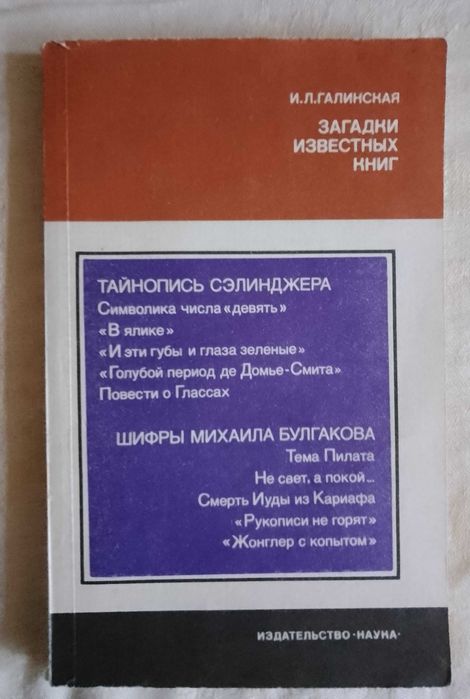 И.Л.ГАЛИНСКАЯ
ЗАГАДКИ
ИЗВЕСТНЫХ
КНИГ
ТАЙНОПИСЬ СЭЛИНДЖЕРА
Символика числа «девять»
«В ялике»
«И эти губы и глаза зеленые»
«Голубой период де Домье-Смита»
Повести о Глассах
ШИФРЫ МИХАИЛА БУЛГАКОВА
Тема Пилата
Не свет, а покой...
Смерть Иуды из Кариафа
«Рукописи не горят»
«Жонглер с копытом»
ИЗДАТЕЛЬСТВО·НАУКА·